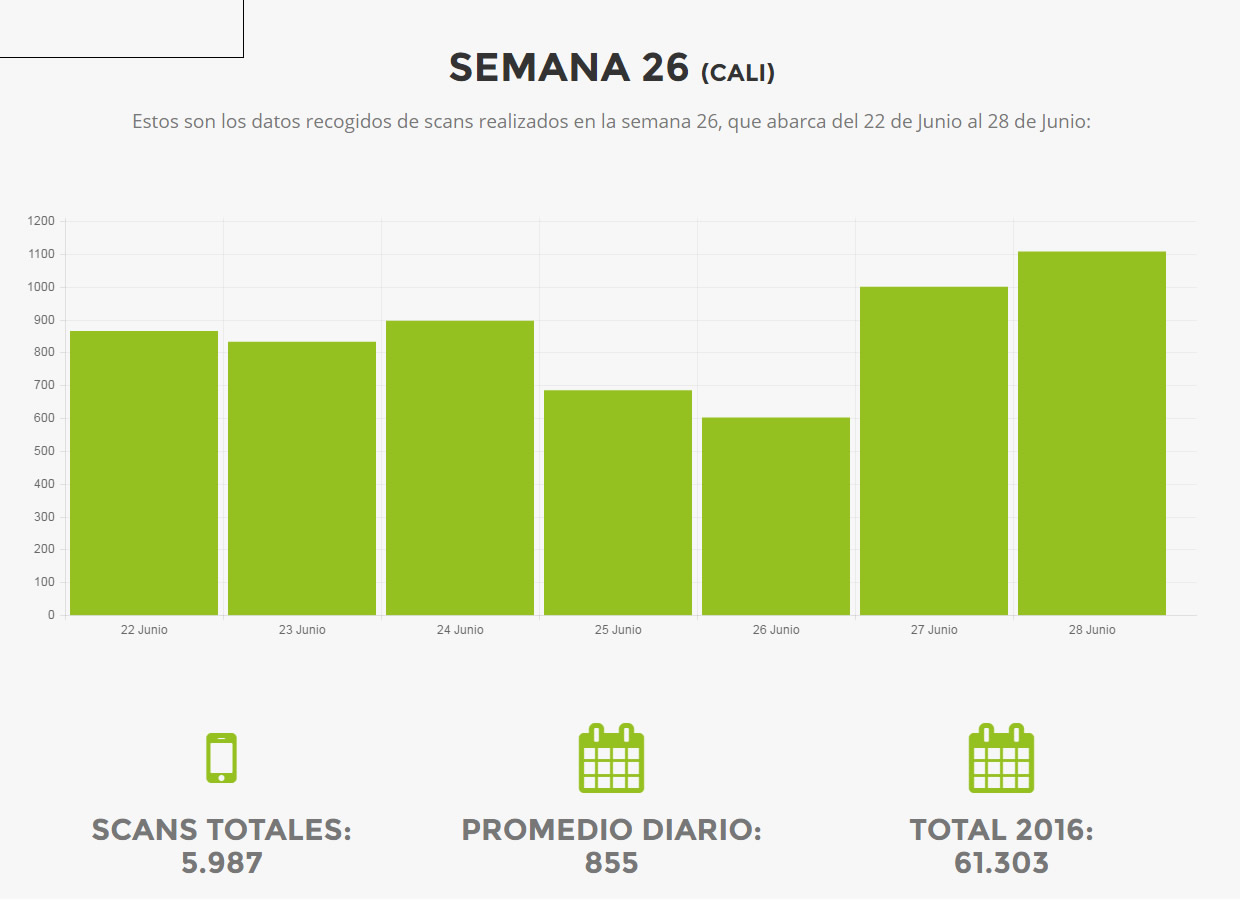 SEMANA 26 (CALI)
Estos son los datos recogidos de scans realizados en la semana 26, que abarca del 22 de Junio al 28 de Junio:
1200
1100
1000
900
800
700
600
500
400
300
200
100
0
22 Junio 23 Junio 24 Junio 25 Junio 26 Junio 27 Junio 28 Junio
SCANS TOTALES: PROMEDIO DIARIO: TOTAL 2016:
5.987 855 61.303